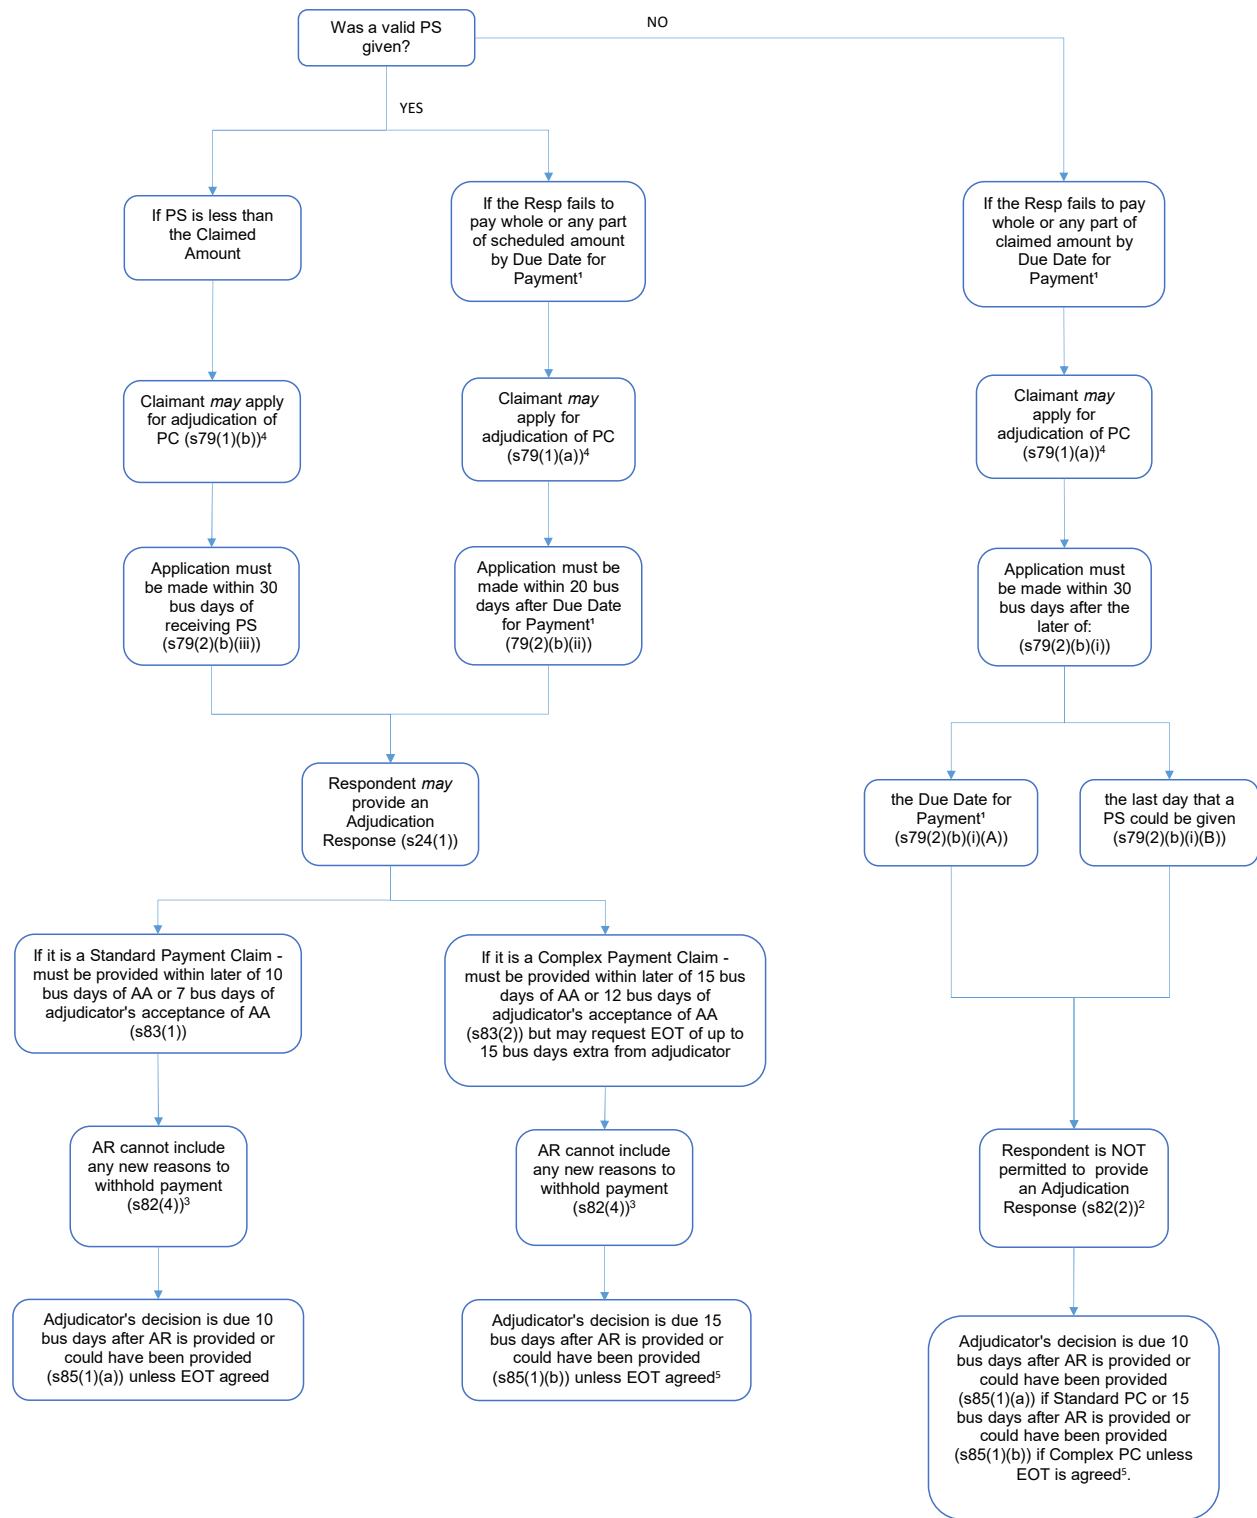 Was a valid PS
given?
NO
YES
If PS is less than
the Claimed
Amount
If the Resp fails to
pay whole or any part
of scheduled amount
by Due Date for
Payment¹
If the Resp fails to pay
whole or any part of
claimed amount by
Due Date for
Payment¹
Claimant may apply
for adjudication of
PC (s79(1)(b))⁴
Claimant may
apply for
adjudication of PC
(s79(1)(a))⁴
Claimant may
apply for
adjudication of PC
(s79(1)(a))⁴
Application must
be made within 30
bus days of
receiving PS
(s79(2)(b)(iii))
Application must be
made within 20 bus
days after Due Date
for Payment¹
(79(2)(b)(ii))
Application must
be made within 30
bus days after the
later of:
(s79(2)(b)(i))
Respondent may
provide an
Adjudication
Response (s24(1))
the Due Date for
Payment¹
(s79(2)(b)(i)(A))
the last day that a
PS could be given
(s79(2)(b)(i)(B))
If it is a Standard Payment Claim -
must be provided within later of 10
bus days of AA or 7 bus days of
adjudicator's acceptance of AA
(s83(1))
If it is a Complex Payment Claim -
must be provided within later of 15 bus
days of AA or 12 bus days of
adjudicator's acceptance of AA
(s83(2)) but may request EOT of up to
15 bus days extra from adjudicator
AR cannot include
any new reasons to
withhold payment
(s82(4))³
AR cannot include
any new reasons to
withhold payment
(s82(4))³
Respondent is NOT
permitted to provide
an Adjudication
Response (s82(2))²
Adjudicator's decision is due 10
bus days after AR is provided or
could have been provided
(s85(1)(a)) unless EOT agreed
Adjudicator's decision is due 15
bus days after AR is provided or
could have been provided
(s85(1)(b)) unless EOT agreed⁵
Adjudicator's decision is due 10
bus days after AR is provided or
could have been provided
(s85(1)(a)) if Standard PC or 15
bus days after AR is provided or
could have been provided
(s85(1)(b)) if Complex PC unless
EOT is agreed⁵.